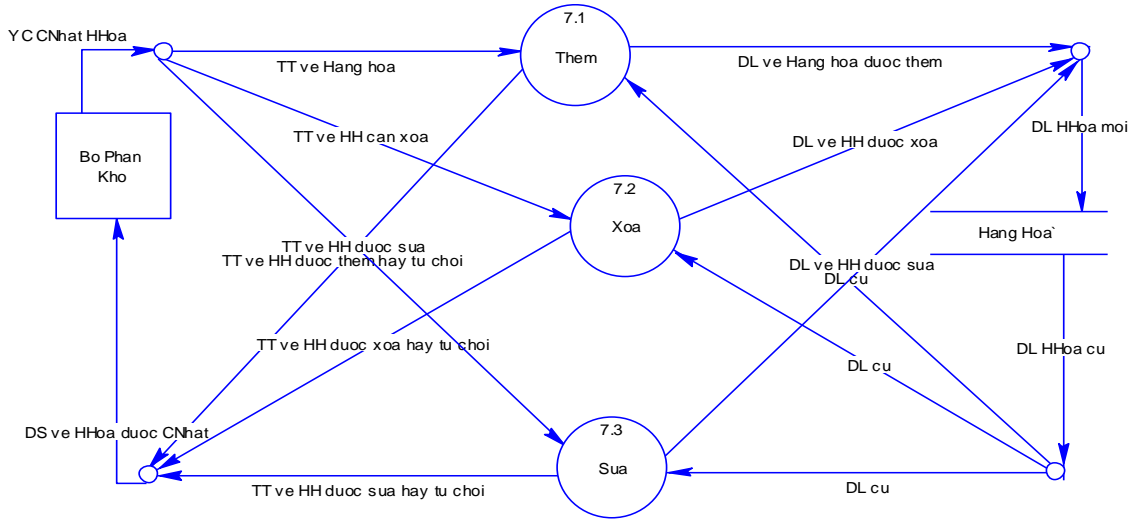 7.1
Them
YC CNhat HHoa
TT ve Hang hoa
DL ve Hang hoa duoc them
DL HHoa moi
TT ve HH can xoa
DL ve HH duoc xoa
Bo Phan
Kho
7.2
Xoa
Hang Hoa`
TT ve HH duoc sua
TT ve HH duoc them hay tu choi
DL ve HH duoc sua
DL cu
TT ve HH duoc xoa hay tu choi
DL cu
DL HHoa cu
DS ve HHoa duoc CNhat
7.3
Sua
TT ve HH duoc sua hay tu choi
DL cu